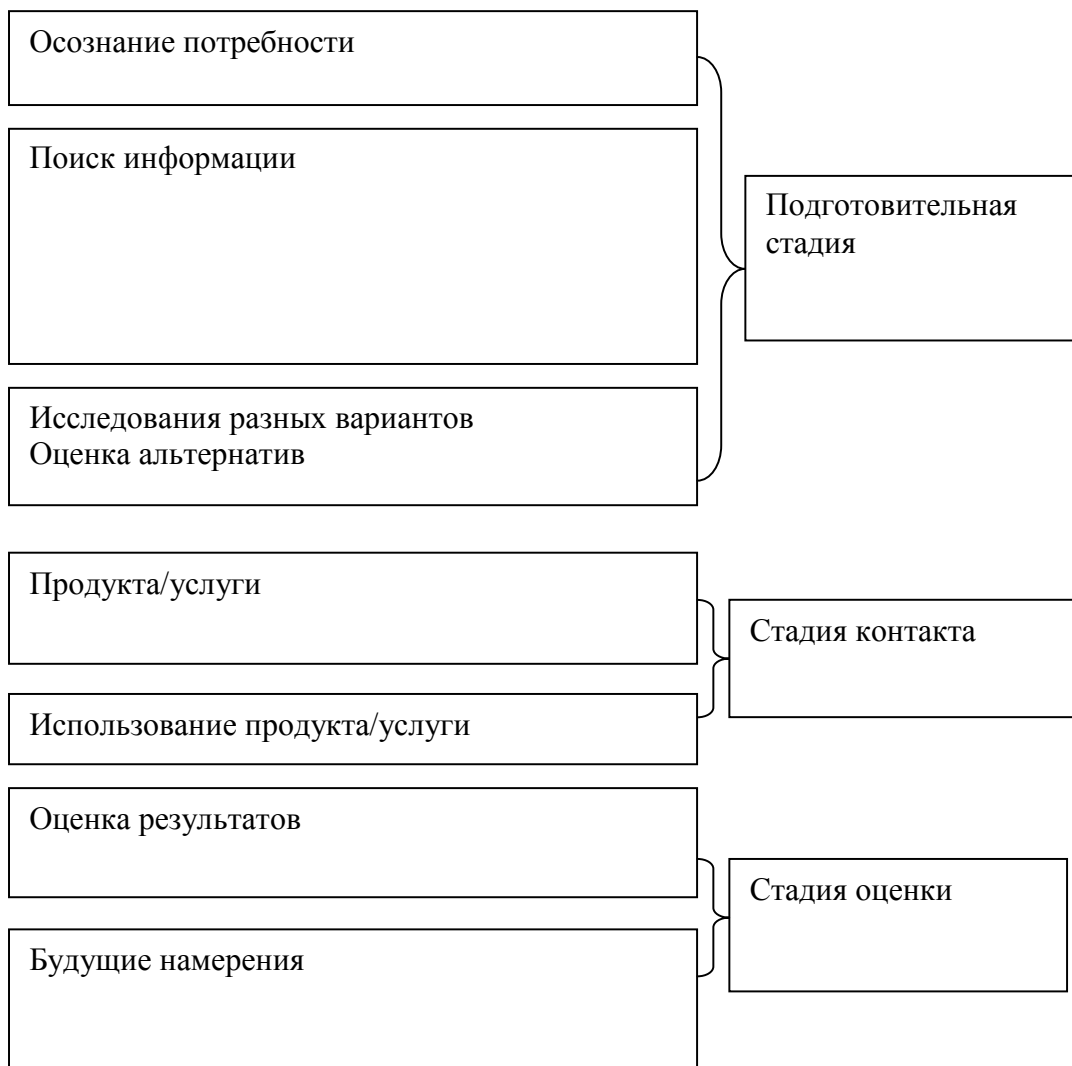 Осознание потребности
Поиск информации
Подготовительная
стадия
Исследования разных вариантов
Оценка альтернатив
Продукта/услуги
Стадия контакта
Использование продукта/услуги
Оценка результатов
Стадия оценки
Будущие намерения